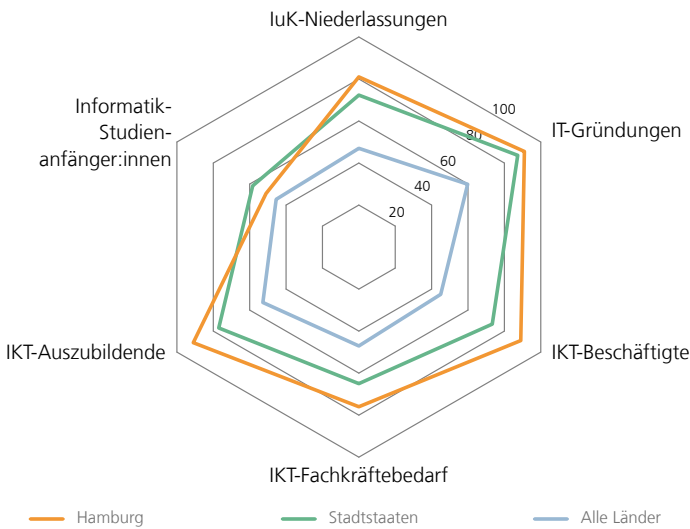 IuK-Niederlassungen
100
Informatik-
Studien-
anfänger:innen
IT-Gründungen
80
60
40
20
IKT-Auszubildende
IKT-Beschäftigte
IKT-Fachkräftebedarf
Hamburg
Stadtstaaten
Alle Länder